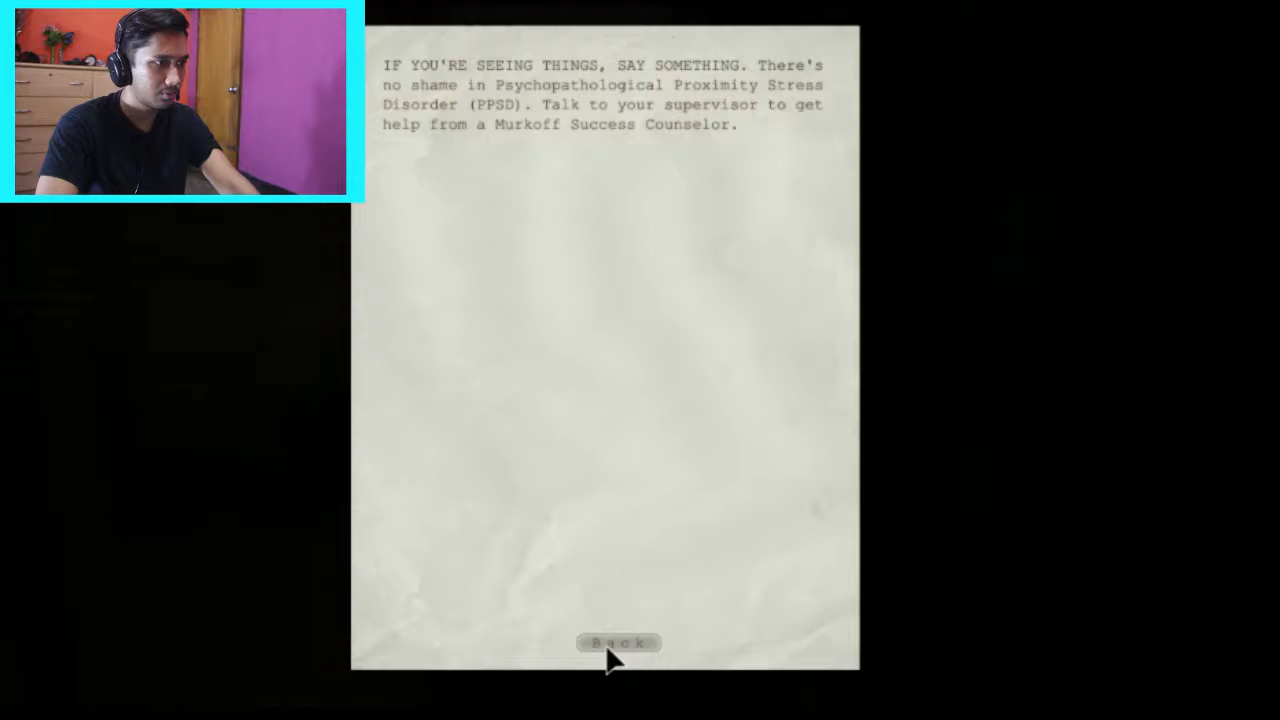 IF YOU'RE SEEING THINGS, SAY SOMETHING. There's
no shame in Psychopathological Proximity Stress
Disorder (PPSD). Talk to your supervisor to get
help from a Murkoff Success Counselor.
Back